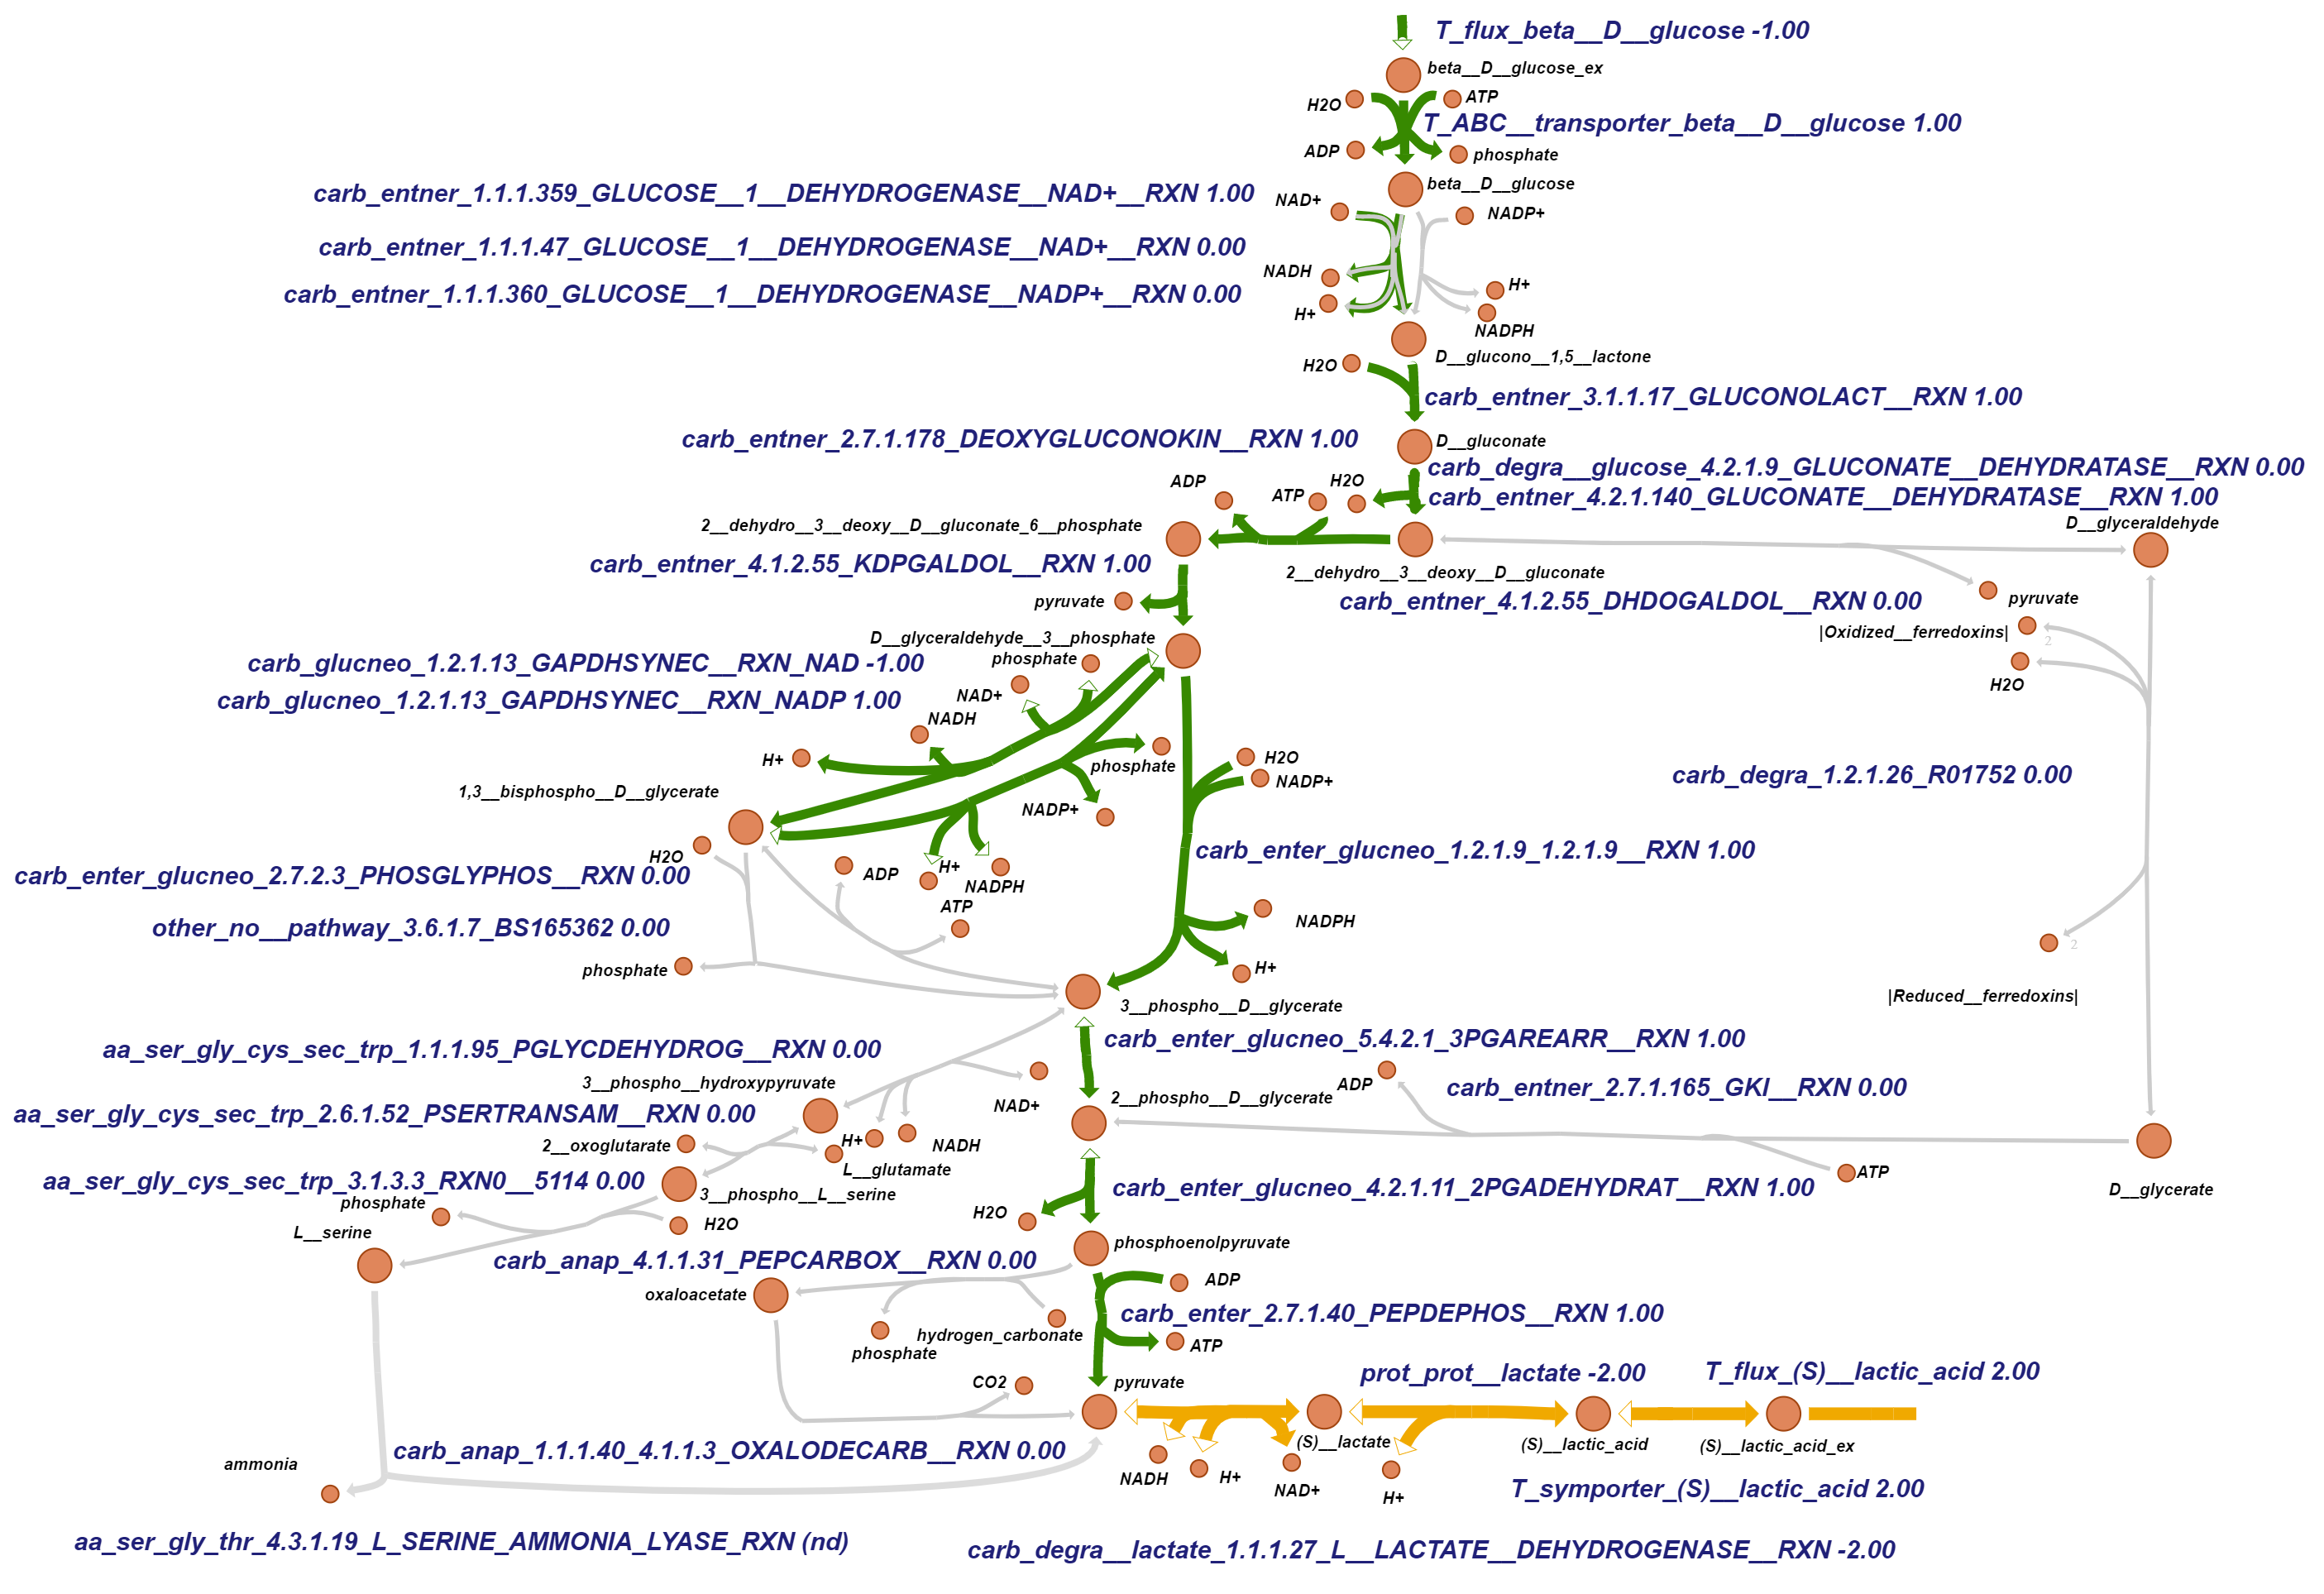 T_flux_beta__D__glucose -1.00
beta__D__glucose_ex
H2O
ATP
T_ABC__transporter_beta__D__glucose 1.00
ADP
phosphate
beta__D__glucose
carb_entner_1.1.1.359_GLUCOSE__1__DEHYDROGENASE__NAD+__RXN 1.00
NAD+
NADP+
carb_entner_1.1.1.47_GLUCOSE__1__DEHYDROGENASE__NAD+__RXN 0.00
NADH
H+
carb_entner_1.1.1.360_GLUCOSE__1__DEHYDROGENASE__NADP+__RXN 0.00
H+
NADPH
D__glucono__1,5__lactone
H2O
carb_entner_3.1.1.17_GLUCONOLACT__RXN 1.00
carb_entner_2.7.1.178_DEOXYGLUCONOKIN__RXN 1.00
D__gluconate
carb_degra__glucose_4.2.1.9_GLUCONATE__DEHYDRATASE__RXN 0.00
ADP
ATP
H2O
carb_entner_4.2.1.140_GLUCONATE__DEHYDRATASE__RXN 1.00
2__dehydro__3__deoxy__D__gluconate_6__phosphate
D__glyceraldehyde
carb_entner_4.1.2.55_KDPGALDOL__RXN 1.00
2__dehydro__3__deoxy__D__gluconate
pyruvate
carb_entner_4.1.2.55_DHDOGALDOL__RXN 0.00
pyruvate
D__glyceraldehyde__3__phosphate
|Oxidized__ferredoxins|
2
carb_glucneo_1.2.1.13_GAPDHSYNEC__RXN_NAD -1.00
phosphate
H2O
carb_glucneo_1.2.1.13_GAPDHSYNEC__RXN_NADP 1.00
NAD+
NADH
H+
phosphate
H2O
NADP+
carb_degra_1.2.1.26_R01752 0.00
1,3__bisphospho__D__glycerate
NADP+
H2O
carb_enter_glucneo_1.2.1.9_1.2.1.9__RXN 1.00
carb_enter_glucneo_2.7.2.3_PHOSGLYPHOS__RXN 0.00
ADP
H+
NADPH
ATP
other_no__pathway_3.6.1.7_BS165362 0.00
NADPH
2
phosphate
H+
3__phospho__D__glycerate
|Reduced__ferredoxins|
aa_ser_gly_cys_sec_trp_1.1.1.95_PGLYCDEHYDROG__RXN 0.00
carb_enter_glucneo_5.4.2.1_3PGAREARR__RXN 1.00
3__phospho__hydroxypyruvate
ADP
carb_entner_2.7.1.165_GKI__RXN 0.00
NAD+
2__phospho__D__glycerate
aa_ser_gly_cys_sec_trp_2.6.1.52_PSERTRANSAM__RXN 0.00
2__oxoglutarate
H+
NADH
L__glutamate
ATP
aa_ser_gly_cys_sec_trp_3.1.3.3_RXN0__5114 0.00
3__phospho__L__serine
carb_enter_glucneo_4.2.1.11_2PGADEHYDRAT__RXN 1.00
D__glycerate
phosphate
H2O
H2O
L__serine
phosphoenolpyruvate
carb_anap_4.1.1.31_PEPCARBOX__RXN 0.00
ADP
oxaloacetate
carb_enter_2.7.1.40_PEPDEPHOS__RXN 1.00
hydrogen_carbonate
phosphate
ATP
CO2
pyruvate
prot_prot__lactate -2.00
T_flux_(S)__lactic_acid 2.00
carb_anap_1.1.1.40_4.1.1.3_OXALODECARB__RXN 0.00
(S)__lactate
(S)__lactic_acid
(S)__lactic_acid_ex
ammonia
NADH
H+
NAD+
H+
T_symporter_(S)__lactic_acid 2.00
aa_ser_gly_thr_4.3.1.19_L_SERINE_AMMONIA_LYASE_RXN (nd)
carb_degra__lactate_1.1.1.27_L__LACTATE__DEHYDROGENASE__RXN -2.00